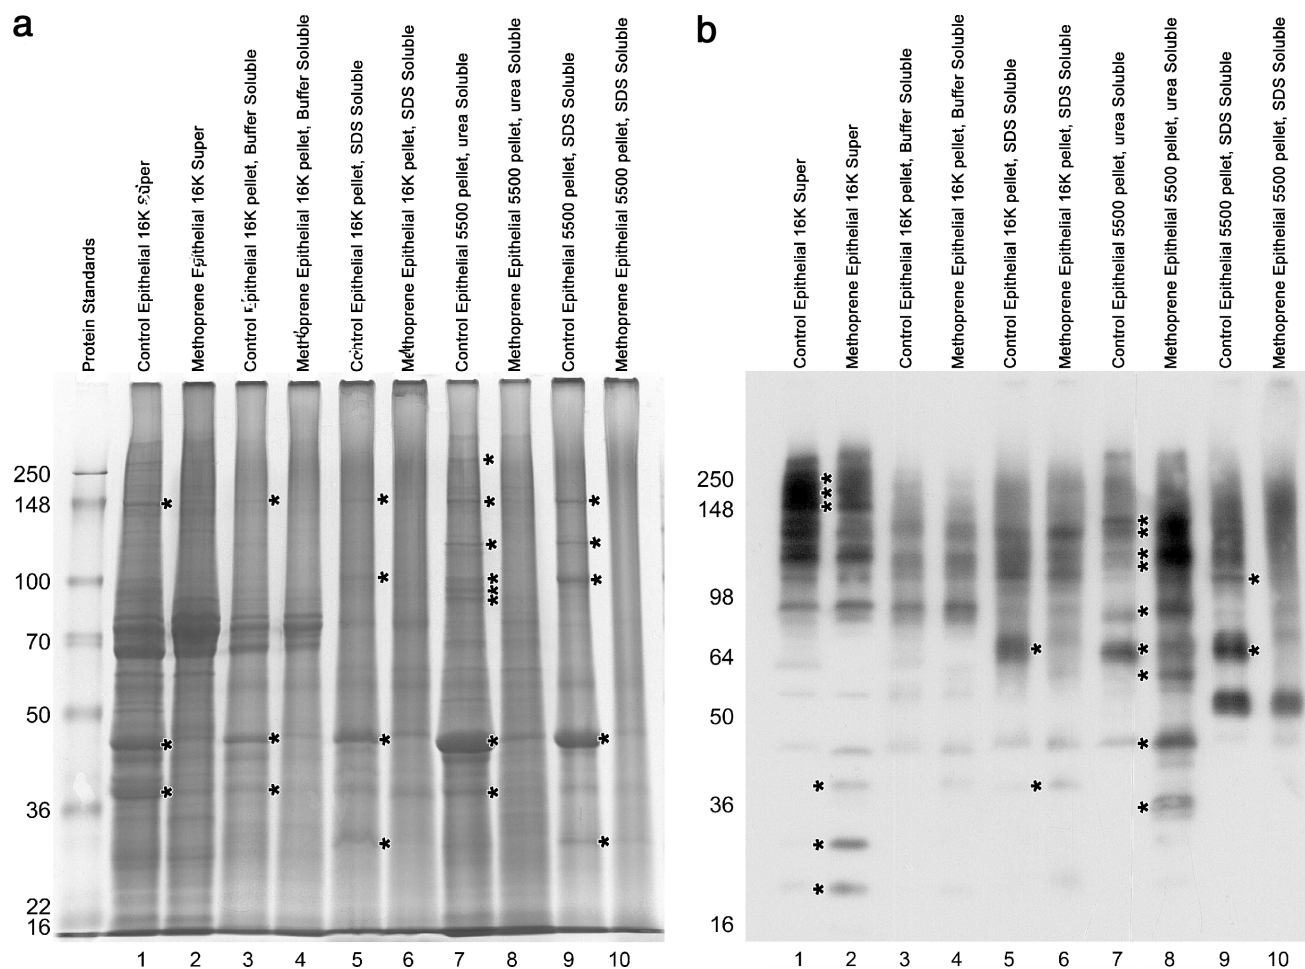 a
Protein Standards
Control Epithelial 16K Super
Methoprene Epithelial 16K Super
Control Epithelial 16K pellet, Buffer Soluble
Methoprene Epithelial 16K pellet, Buffer Soluble
Control Epithelial 16K pellet, SDS Soluble
Methoprene Epithelial 16K pellet, SDS Soluble
Control Epithelial 5500 pellet, urea Soluble
Methoprene Epithelial 5500 pellet, urea Soluble
Control Epithelial 5500 pellet, SDS Soluble
Methoprene Epithelial 5500 pellet, SDS Soluble
250
148
100
70
50
36
22
16
1 2 3 4 5 6 7 8 9 10
b
Control Epithelial 16K Super
Methoprene Epithelial 16K Super
Control Epithelial 16K pellet, Buffer Soluble
Methoprene Epithelial 16K pellet, Buffer Soluble
Control Epithelial 16K pellet, SDS Soluble
Methoprene Epithelial 16K pellet, SDS Soluble
Control Epithelial 5500 pellet, urea Soluble
Methoprene Epithelial 5500 pellet, urea Soluble
Control Epithelial 5500 pellet, SDS Soluble
Methoprene Epithelial 5500 pellet, SDS Soluble
250
148
98
64
50
36
16
1 2 3 4 5 6 7 8 9 10